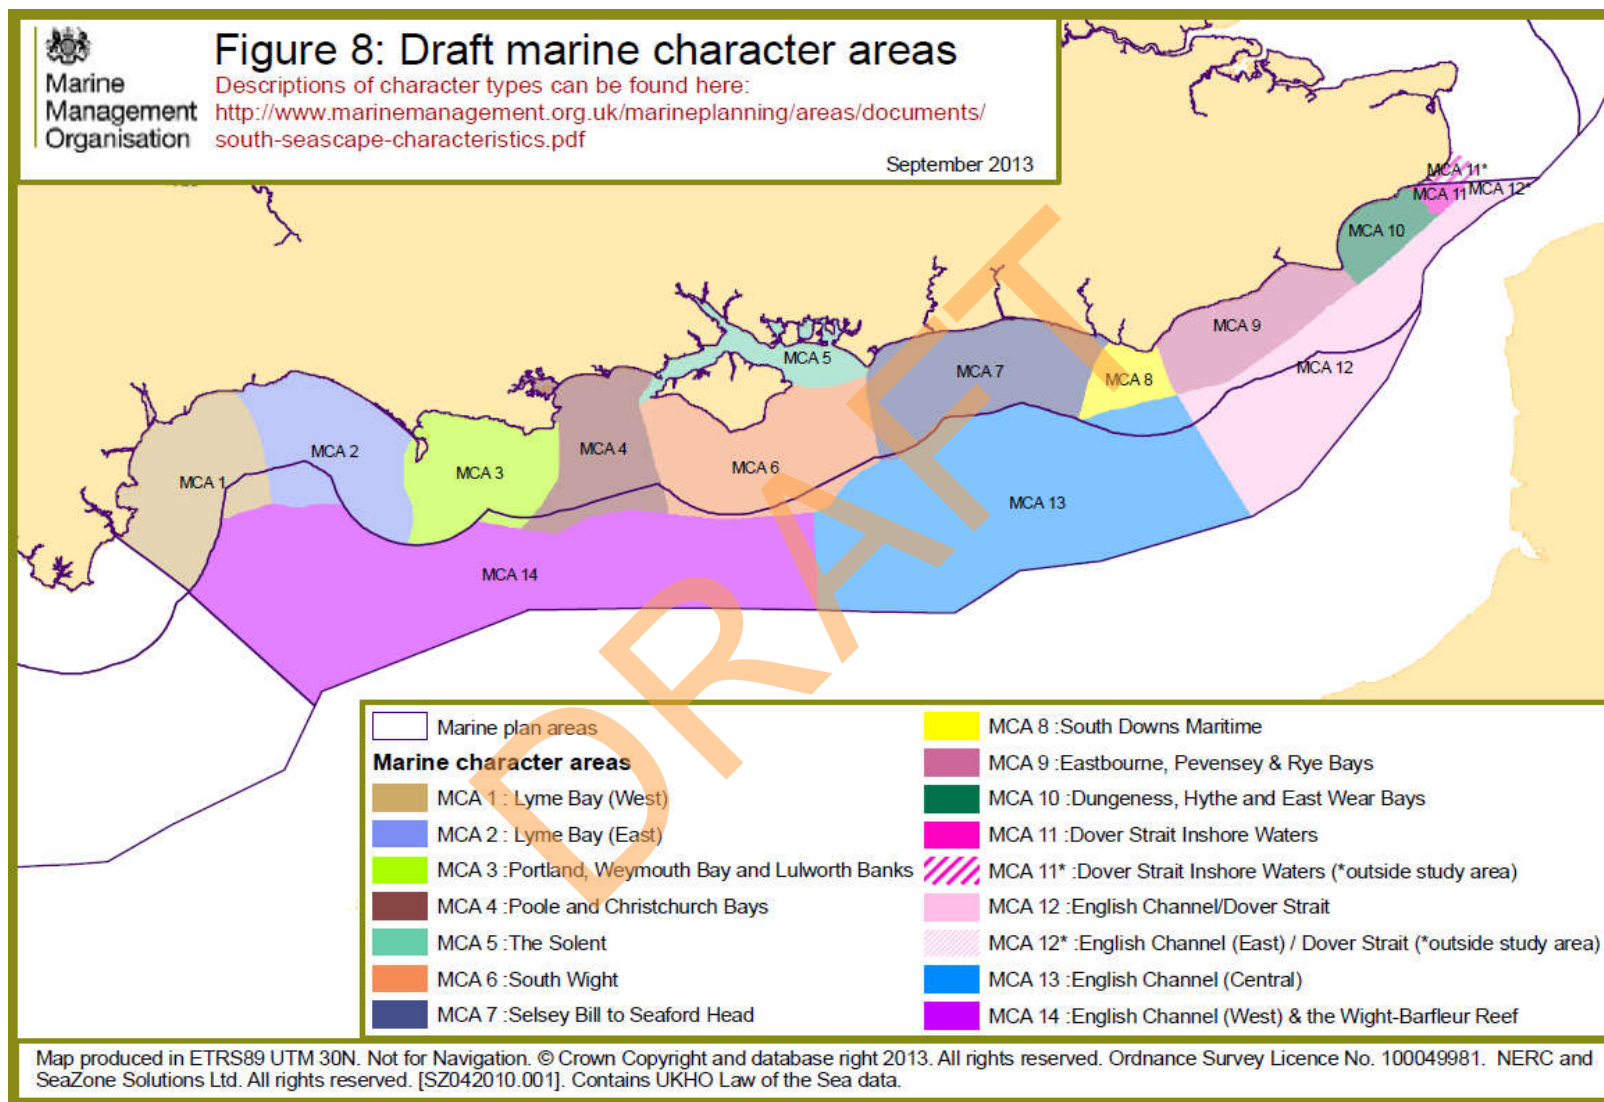 Marine
Management
Organisation
Figure 8: Draft marine character areas
Descriptions of character types can be found here:
http://www.marinemanagement.org.uk/marineplanning/areas/documents/
south-seascape-characteristics.pdf
September 2013
MCA 11*
MCA 11
MCA 12*
MCA 10
MCA 9
MCA 5
MCA 12
MCA 7
MCA 8
MCA 2
MCA 4
MCA 6
MCA 3
MCA 1
MCA 13
MCA 14
DRAFT
Marine plan areas
Marine character areas
MCA 1 : Lyme Bay (West)
MCA 2 : Lyme Bay (East)
MCA 3 :Portland, Weymouth Bay and Lulworth Banks
MCA 4 :Poole and Christchurch Bays
MCA 5 :The Solent
MCA 6 :South Wight
MCA 7 :Selsey Bill to Seaford Head
MCA 8 :South Downs Maritime
MCA 9 :Eastbourne, Pevensey & Rye Bays
MCA 10 :Dungeness, Hythe and East Wear Bays
MCA 11 :Dover Strait Inshore Waters
MCA 11* :Dover Strait Inshore Waters (*outside study area)
MCA 12 :English Channel/Dover Strait
MCA 12* :English Channel (East) / Dover Strait (*outside study area)
MCA 13 :English Channel (Central)
MCA 14 :English Channel (West) & the Wight-Barfleur Reef
Map produced in ETRS89 UTM 30N. Not for Navigation. © Crown Copyright and database right 2013. All rights reserved. Ordnance Survey Licence No. 100049981. NERC and
SeaZone Solutions Ltd. All rights reserved. [SZ042010.001]. Contains UKHO Law of the Sea data.